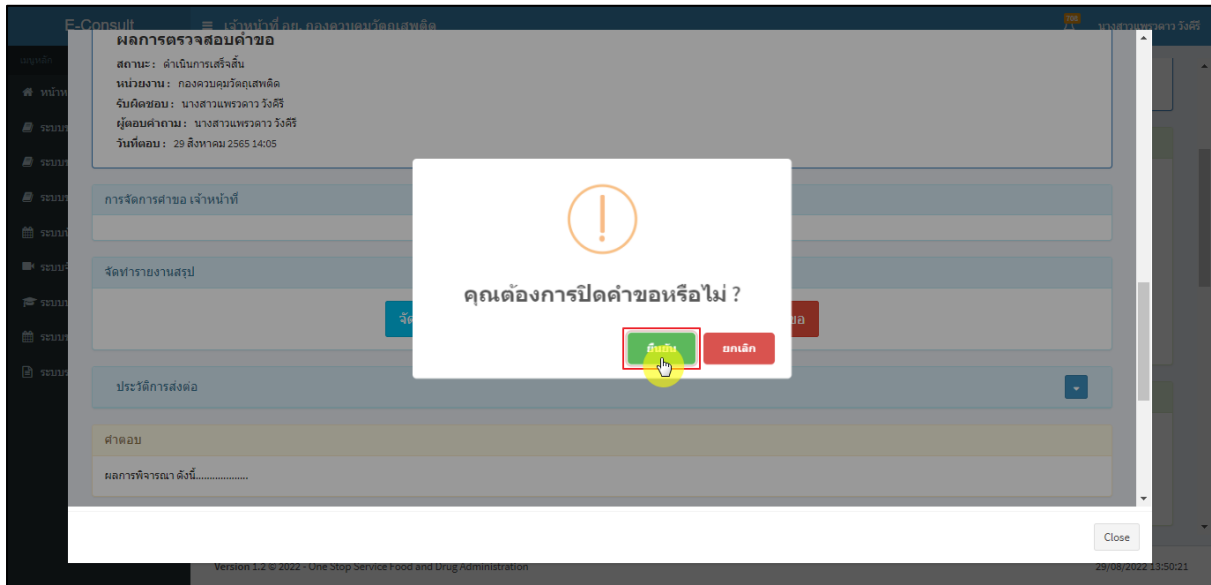 E-Consult
☰ เจ้าหน้าที่ อย. กองควบคุมวัตถุเสพติด
นางสาวแพรวดาว วังคีรี
เมนูหลัก
ผลการตรวจสอบคำขอ
สถานะ : ดำเนินการเสร็จสิ้น
หน่วยงาน : กองควบคุมวัตถุเสพติด
รับผิดชอบ : นางสาวแพรวดาว วังคีรี
ผู้ตอบคำถาม : นางสาวแพรวดาว วังคีรี
วันที่ตอบ : 29 สิงหาคม 2565 14:05
การจัดการคำขอ เจ้าหน้าที่
จัดทำรายงานสรุป
คุณต้องการปิดคำขอหรือไม่ ?
ยืนยัน
ยกเลิก
ประวัติการส่งต่อ
คำตอบ
ผลการพิจารณา ดังนี้...................
Close
Version 1.2 © 2022 - One Stop Service Food and Drug Administration
29/08/2022 13:50:21